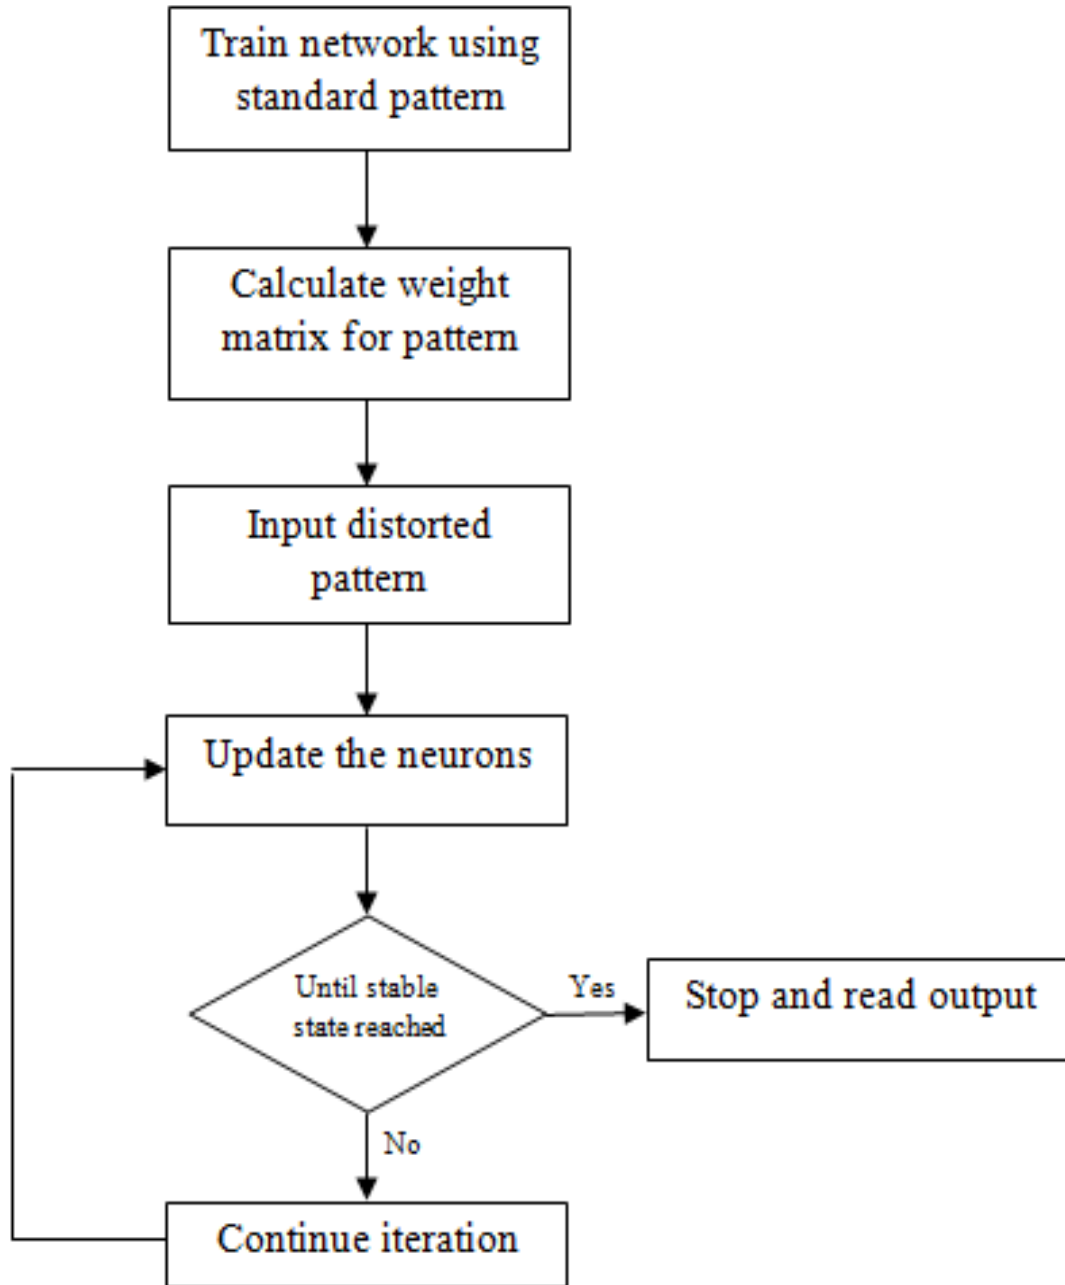 Train network using
standard pattern
Calculate weight
matrix for pattern
Input distorted
pattern
Update the neurons
Until stable
state reached
Yes
Stop and read output
No
Continue iteration